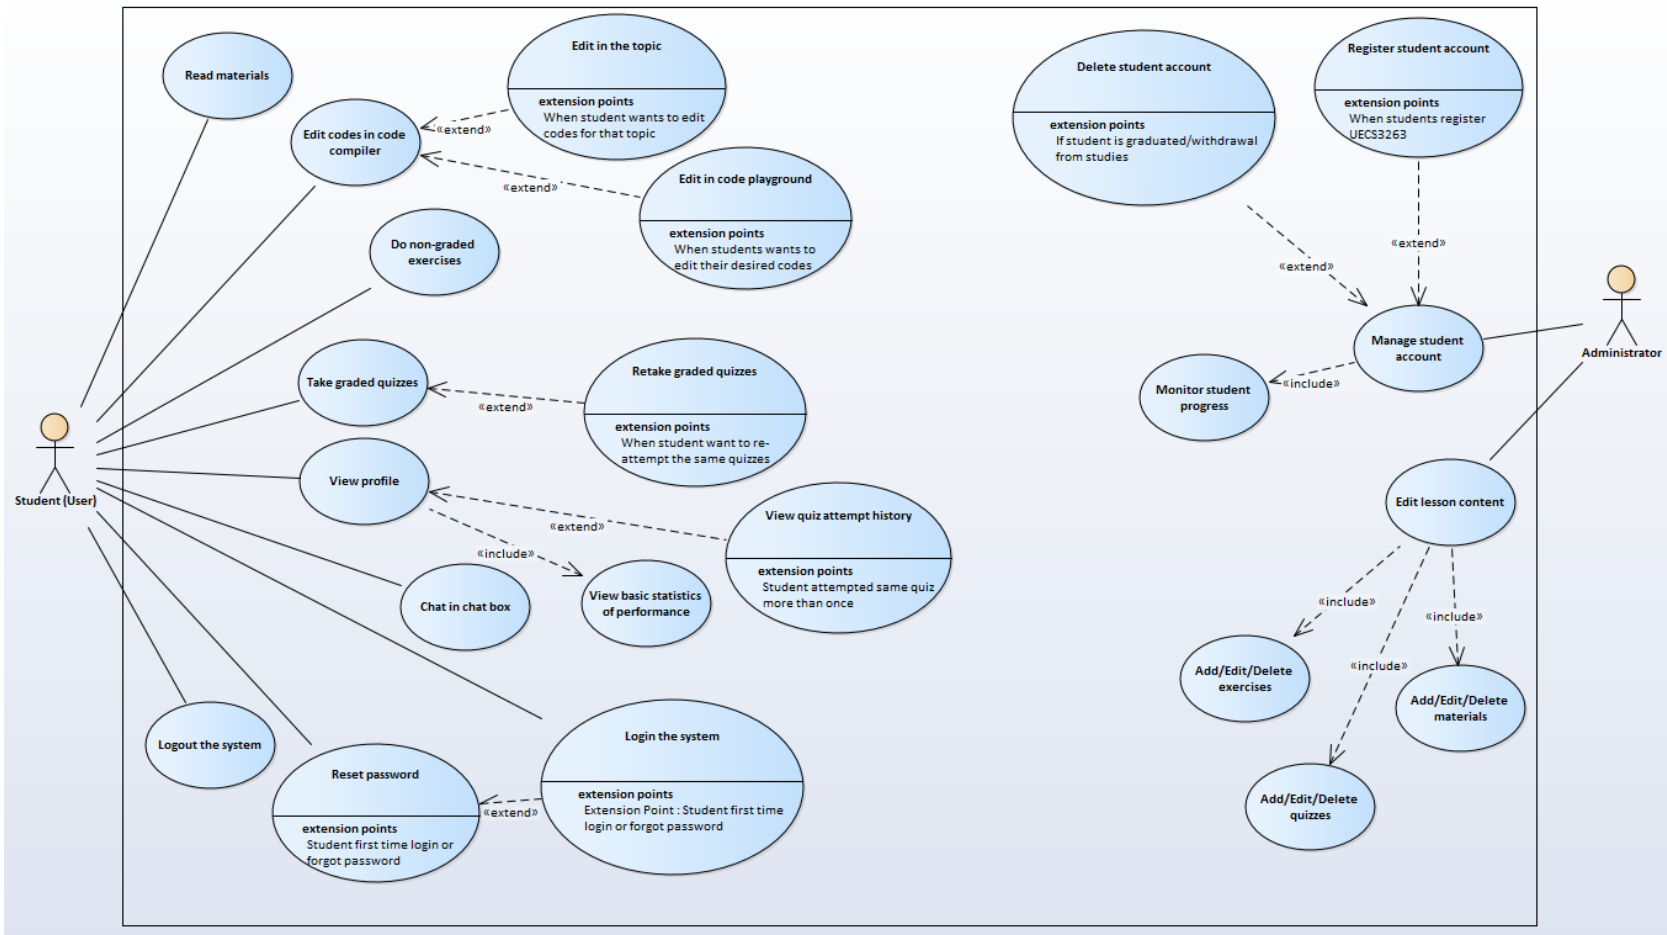 Read materials
Edit codes in code
compiler
Edit in the topic
extension points
When student wants to edit
codes for that topic
«extend»
Edit in code playground
extension points
When students wants to
edit their desired codes
«extend»
Do non-graded
exercises
Take graded quizzes
Retake graded quizzes
extension points
When student want to re-
attempt the same quizzes
«extend»
View profile
View quiz attempt history
extension points
Student attempted same quiz
more than once
«extend»
«include»
View basic statistics
of performance
Chat in chat box
Student (User)
Logout the system
Reset password
extension points
Student first time login or
forgot password
«extend»
Login the system
extension points
Extension Point : Student first time
login or forgot password
Delete student account
extension points
If student is graduated/withdrawal
from studies
«extend»
Register student account
extension points
When students register
UECS3263
«extend»
Manage student
account
Administrator
«include»
Monitor student
progress
Edit lesson content
«include»
«include»
«include»
Add/Edit/Delete
exercises
Add/Edit/Delete
materials
Add/Edit/Delete
quizzes